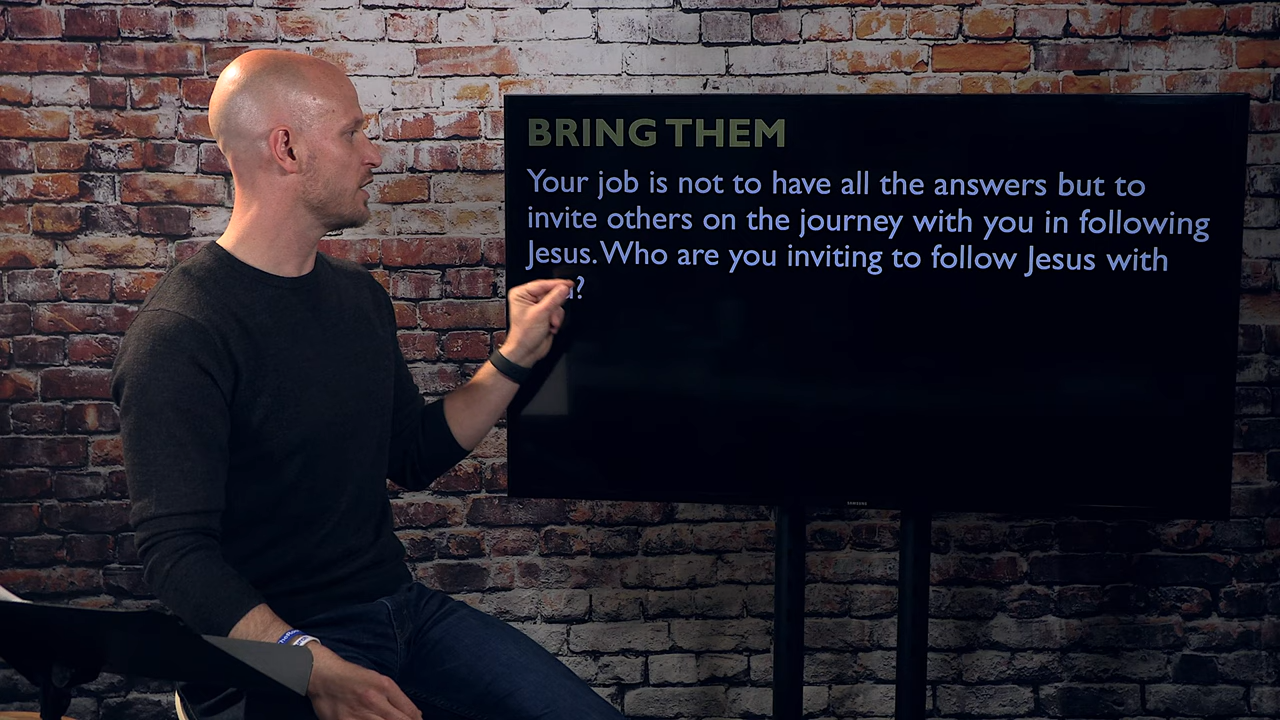 BRING THEM
Your job is not to have all the answers but to
invite others on the journey with you in following
Jesus. Who are you inviting to follow Jesus with
SAMSUNG